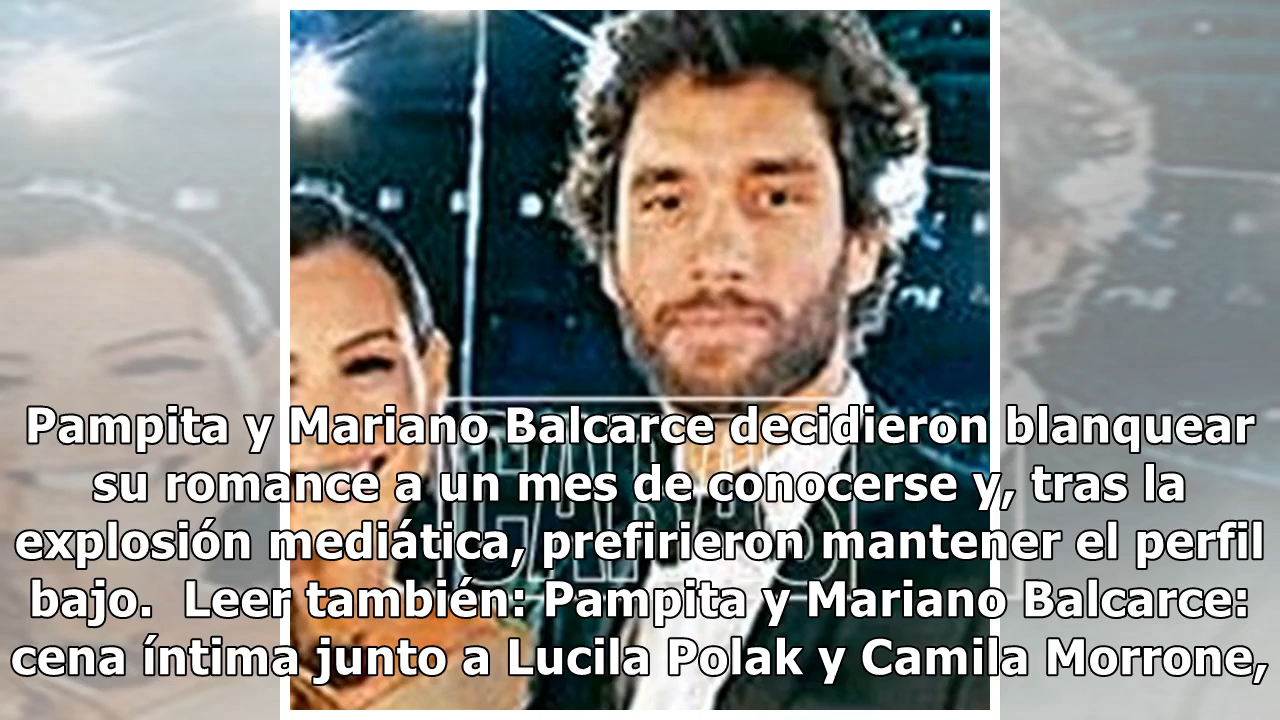 Pampita y Mariano Balcarce decidieron blanquear
su romance a un mes de conocerse y, tras la
explosión mediática, prefirieron mantener el perfil
bajo.  Leer también: Pampita y Mariano Balcarce:
cena íntima junto a Lucila Polak y Camila Morrone,
CARAS